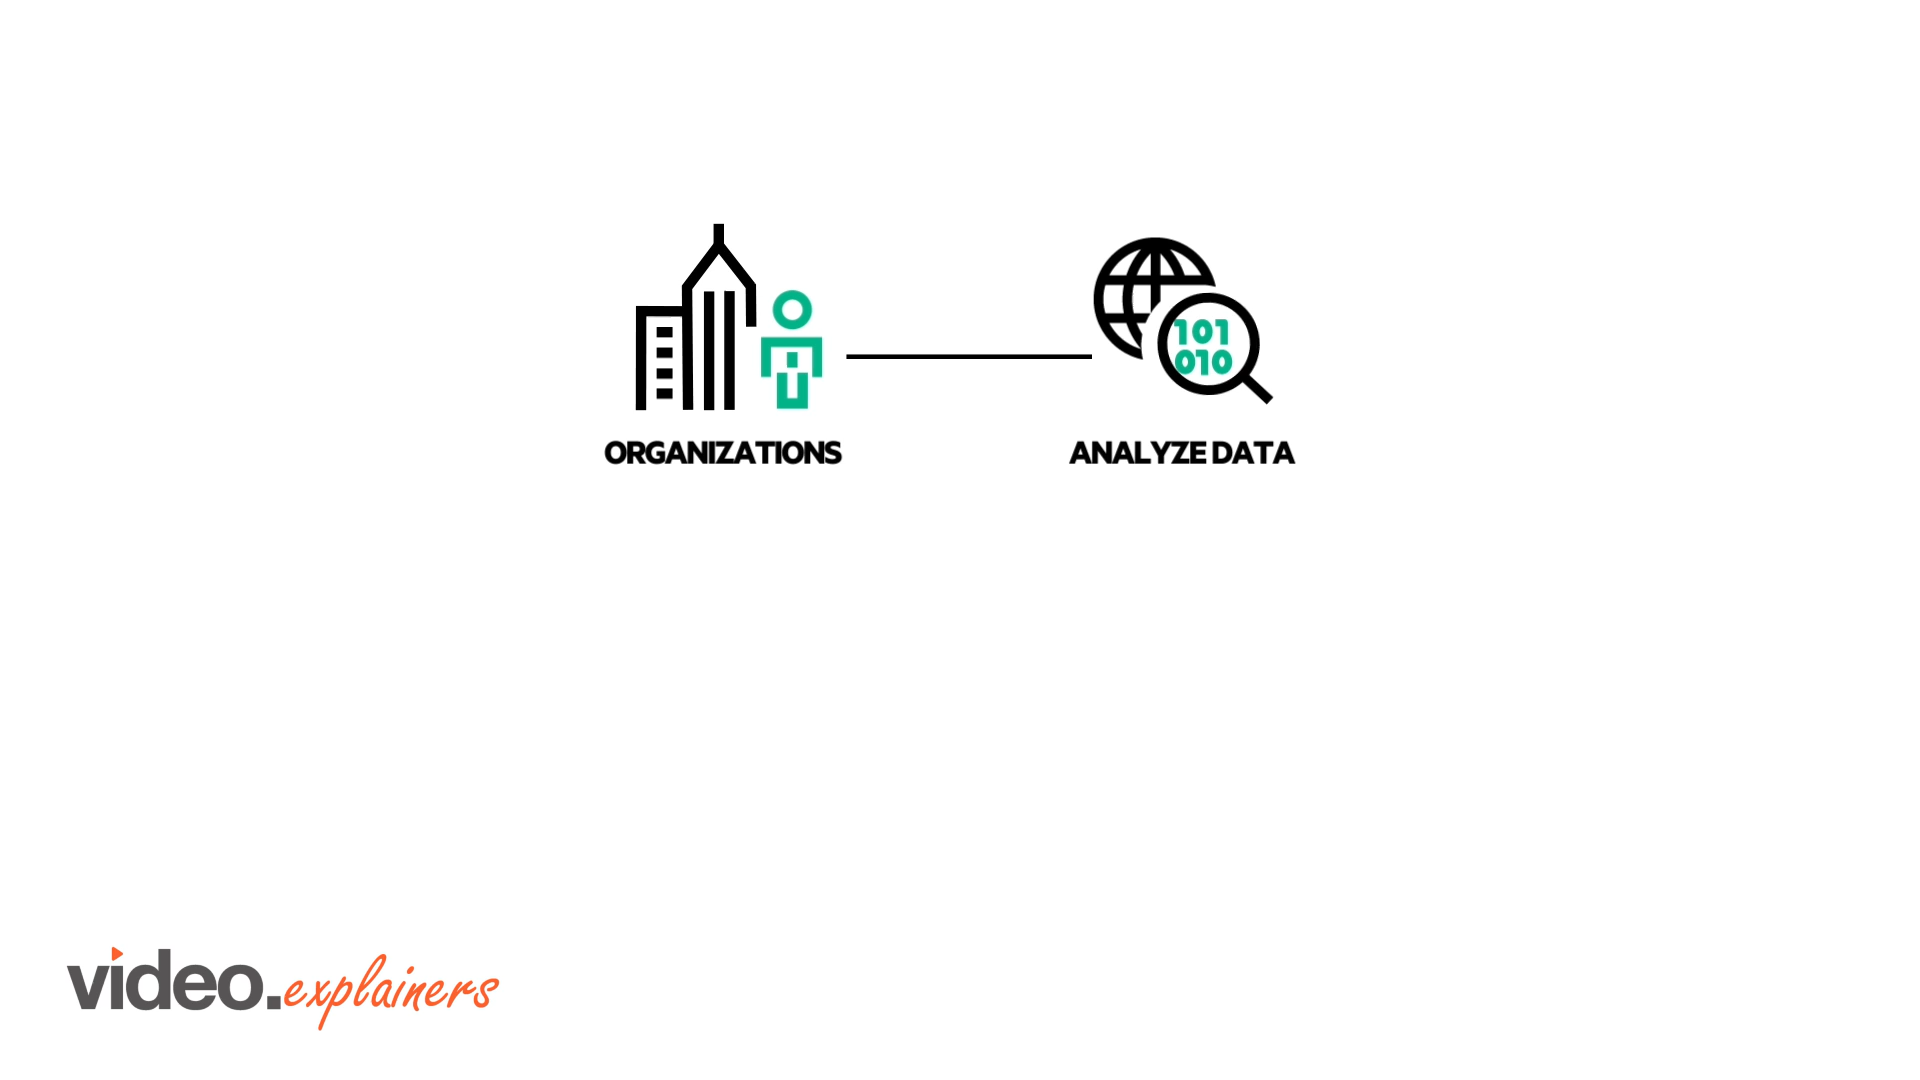 101
010
ORGANIZATIONS
ANALYZE DATA
video.explainers